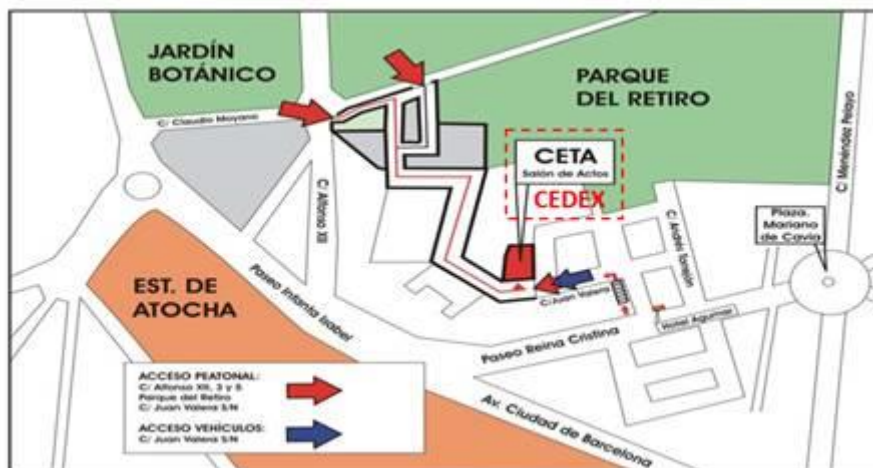 JARDÍN
BOTÁNICO
PARQUE
DEL RETIRO
C/ Claudio Moyano
C/ Alfonso XII
CETA
Salón de Actos
CEDEX
C/ Menéndez Pelayo
Plaza.
Mariano
de Cavia
C/ Andrés Torrejón
EST. DE
ATOCHA
Paseo Infanta Isabel
C/Juan Valera
Hotel Agumar
Paseo Reina Cristina
Av. Ciudad de Barcelona
ACCESO PEATONAL:
C/ Alfonso XII, 3 y 5
Parque del Retiro
C/ Juan Valera S/N
ACCESO VEHÍCULOS:
C/ Juan Valera S/N